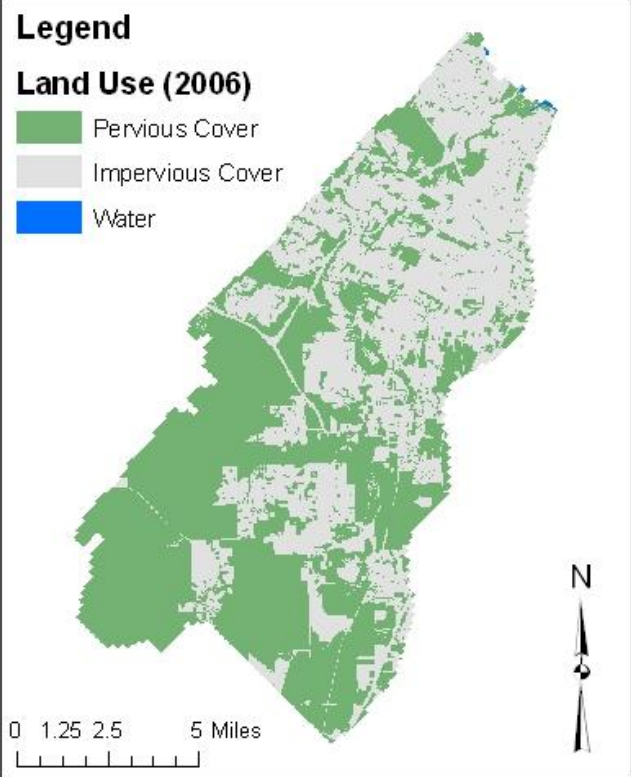 Legend
Land Use (2006)
Pervious Cover
Impervious Cover
Water
N
0 1.25 2.5 5 Miles